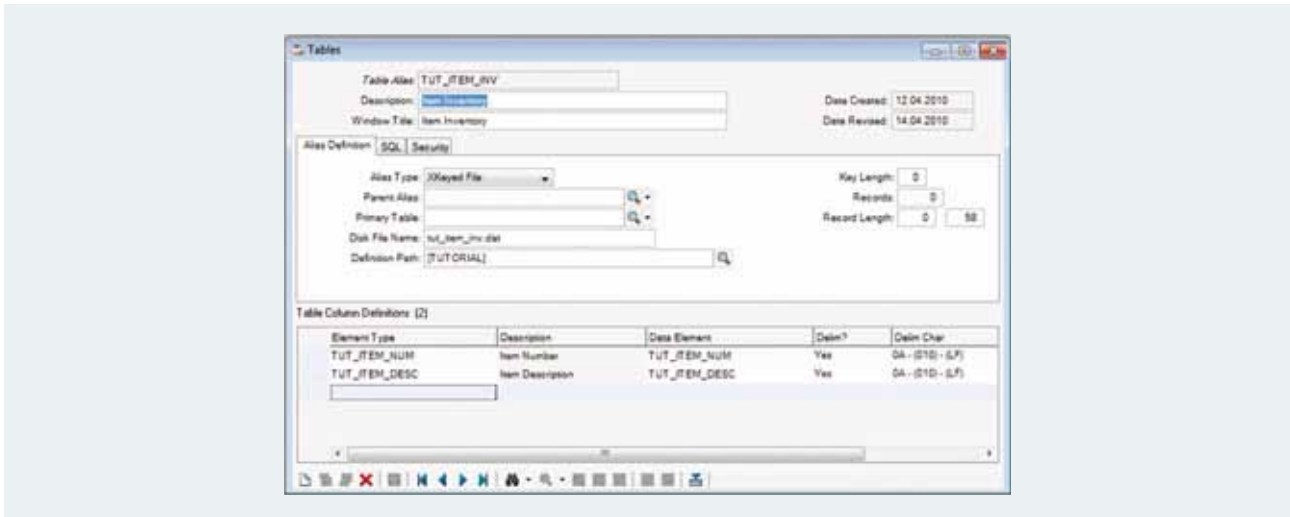 Tables
Table Alias: TUT_ITEM_INV
Description: Item Inventory
Date Created: 12.04.2010
Window Title: Item Inventory
Date Revised: 14.04.2010
Alias Definition SQL Security
Alias Type: XKeyed File
Key Length: 0
Parent Alias:
Records: 0
Primary Table:
Record Length: 0 58
Disk File Name: tut_item_inv.dat
Definition Path: [TUTORIAL]
Table Column Definitions (2)
Element Type Description Data Element Delim? Delim Char
TUT_ITEM_NUM Item Number TUT_ITEM_NUM Yes 0A - (010) - (LF)
TUT_ITEM_DESC Item Description TUT_ITEM_DESC Yes 0A - (010) - (LF)